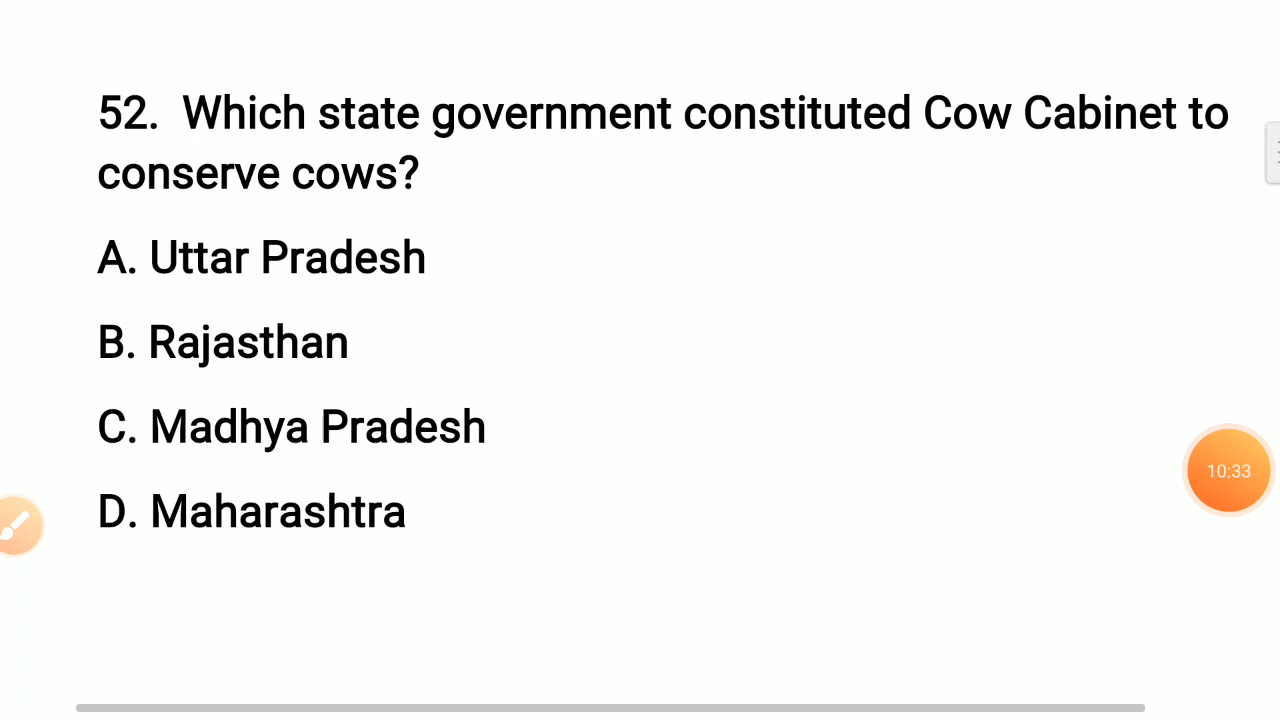 52. Which state government constituted Cow Cabinet to
conserve cows?
A. Uttar Pradesh
B. Rajasthan
C. Madhya Pradesh
10:33
D. Maharashtra